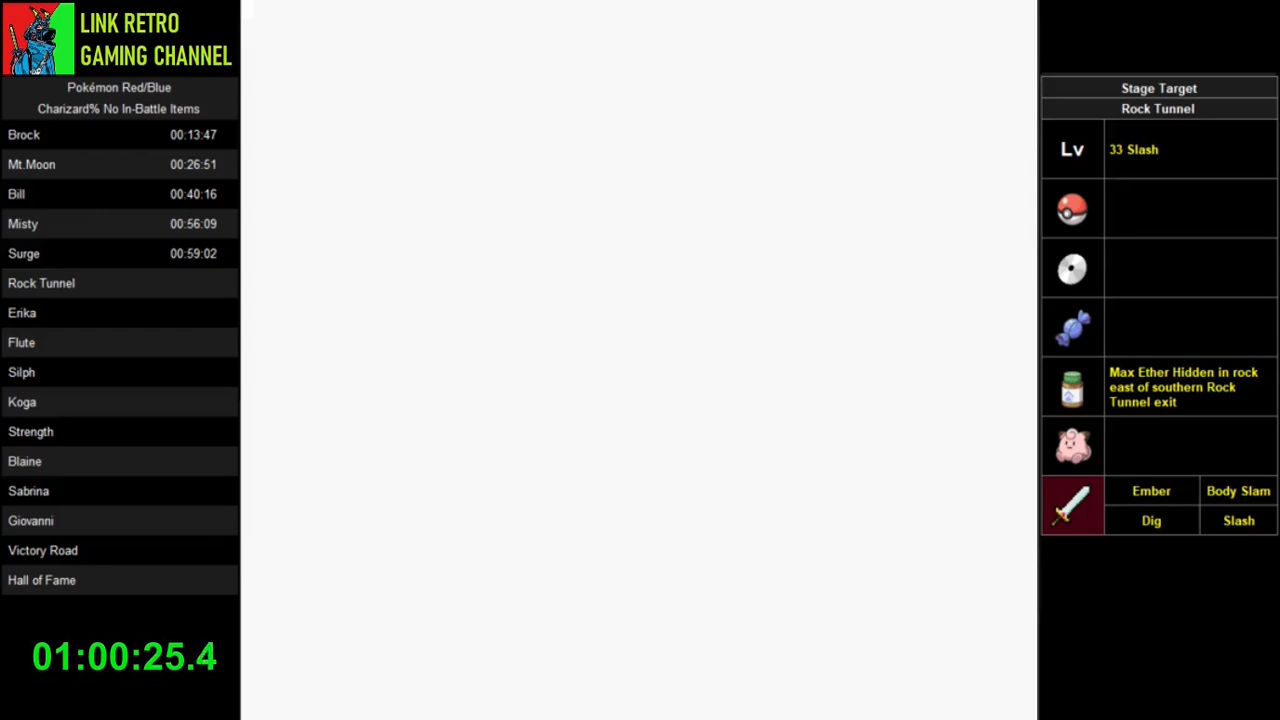 LINK RETRO
GAMING CHANNEL
Pokémon Red/Blue
Charizard% No In-Battle Items
Brock 00:13:47
Mt.Moon 00:26:51
Bill 00:40:16
Misty 00:56:09
Surge 00:59:02
Rock Tunnel
Erika
Flute
Silph
Koga
Strength
Blaine
Sabrina
Giovanni
Victory Road
Hall of Fame
01:00:25.4
Stage Target
Rock Tunnel
Lv 33 Slash
Max Ether Hidden in rock
east of southern Rock
Tunnel exit
Ember Body Slam
Dig Slash